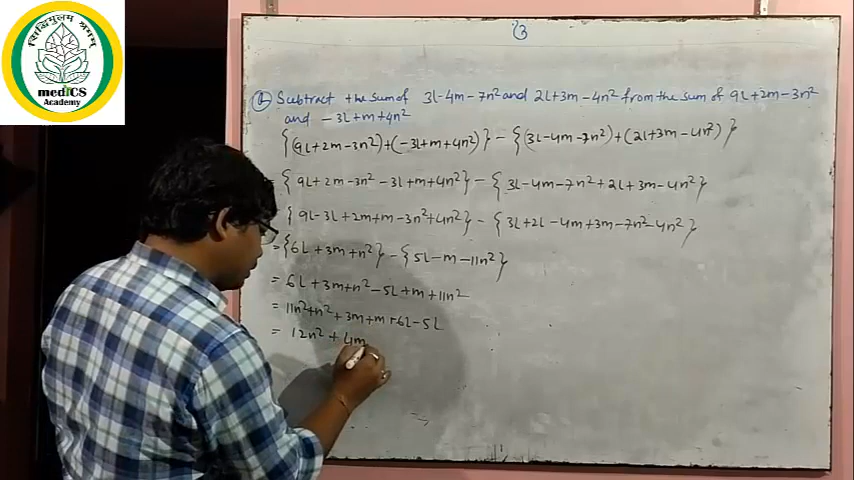 सिद्धिमूलम् श्रमम्
medICS
Academy
3
1 Subtract the sum of 3l-4m-7n² and 2l+3m-4n² from the sum of 9l+2m-3n²
and -3l+m+4n²
{(9l+2m-3n²)+(-3l+m+4n²)} - {(3l-4m-7n²)+(2l+3m-4n²)}
= {9l+2m-3n²-3l+m+4n²} - {3l-4m-7n²+2l+3m-4n²}
{9l-3l+2m+m-3n²+4n²} - {3l+2l-4m+3m-7n²-4n²}
= {6l+3m+n²} - {5l-m-11n²}
= 6l+3m+n²-5l+m+11n²
= 11n²+n²+3m+m+6l-5l
= 12n²+4m